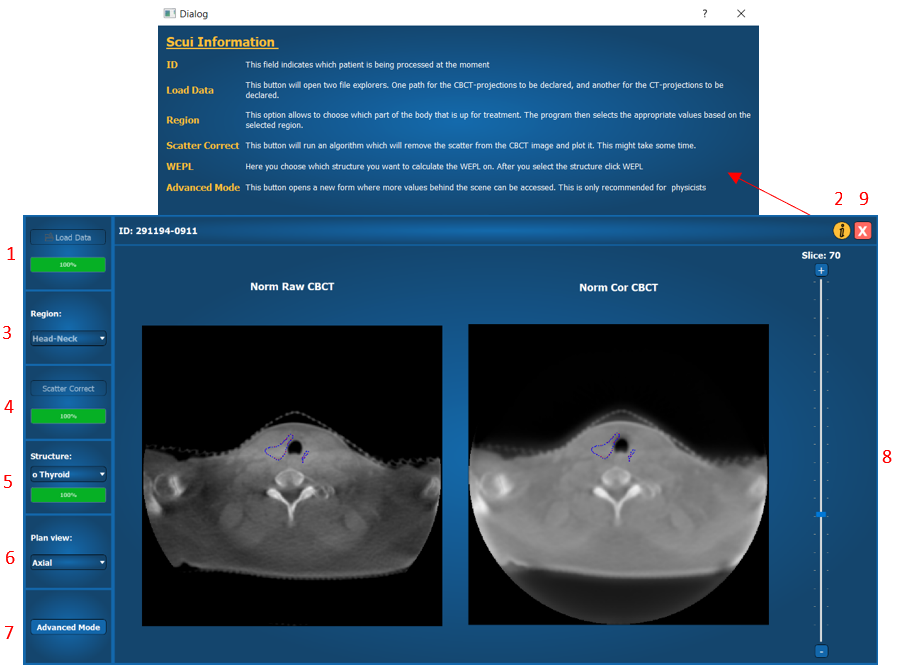 Dialog
?
Scui Information
ID This field indicates which patient is being processed at the moment
Load Data This button will open two file explorers. One path for the CBCT-projections to be declared, and another for the CT-projections to be
declared.
Region This option allows to choose which part of the body that is up for treatment. The program then selects the appropriate values based on the
selected region.
Scatter Correct This button will run an algorithm which will remove the scatter from the CBCT image and plot it. This might take some time.
WEPL Here you choose which structure you want to calculate the WEPL on. After you select the structure click WEPL
Advanced Mode This button opens a new form where more values behind the scene can be accessed. This is only recommended for physicists
2 9
Load Data
ID: 291194-0911
i X
1
100%
Slice: 70
+
Norm Raw CBCT
Norm Cor CBCT
Region:
3
Head-Neck
Scatter Correct
4
100%
Structure:
5
o Thyroid
100%
8
Plan view:
6
Axial
7
Advanced Mode
-